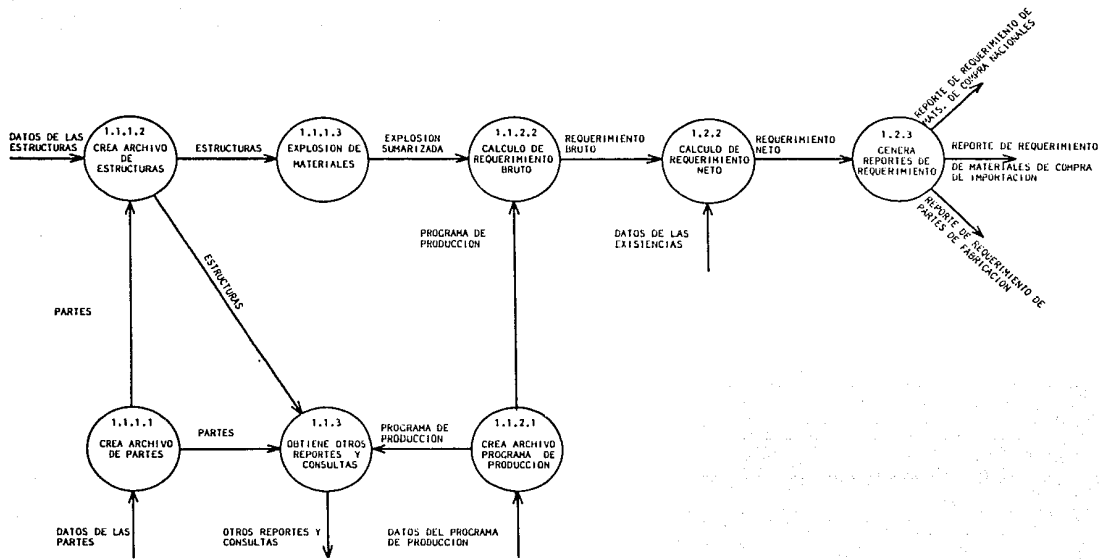 REPORTE DE REQUERIMIENTO DE
MATS. DE COMPRA NACIONALES
DATOS DE LAS
ESTRUCTURAS
1.1.1.2
CREA ARCHIVO
DE
ESTRUCTURAS
ESTRUCTURAS
1.1.1.3
EXPLOSION DE
MATERIALES
EXPLOSION
SUMARIZADA
1.1.2.2
CALCULO DE
REQUERIMIENTO
BRUTO
REQUERIMIENTO
BRUTO
1.2.2
CALCULO DE
REQUERIMIENTO
NETO
REQUERIMIENTO
NETO
1.2.3
GENERA
REPORTES DE
REQUERIMIENTO
REPORTE DE REQUERIMIENTO
DE MATERIALES DE COMPRA
DE IMPORTACION
REPORTE DE REQUERIMIENTO DE
PARTES DE FABRICACION
PROGRAMA DE
PRODUCCION
DATOS DE LAS
EXISTENCIAS
ESTRUCTURAS
PARTES
1.1.1.1
CREA ARCHIVO
DE PARTES
PARTES
1.1.3
OBTIENE OTROS
REPORTES Y
CONSULTAS
PROGRAMA DE
PRODUCCION
1.1.2.1
CREA ARCHIVO
PROGRAMA DE
PRODUCCION
DATOS DE LAS
PARTES
OTROS REPORTES Y
CONSULTAS
DATOS DEL PROGRAMA
DE PRODUCCION